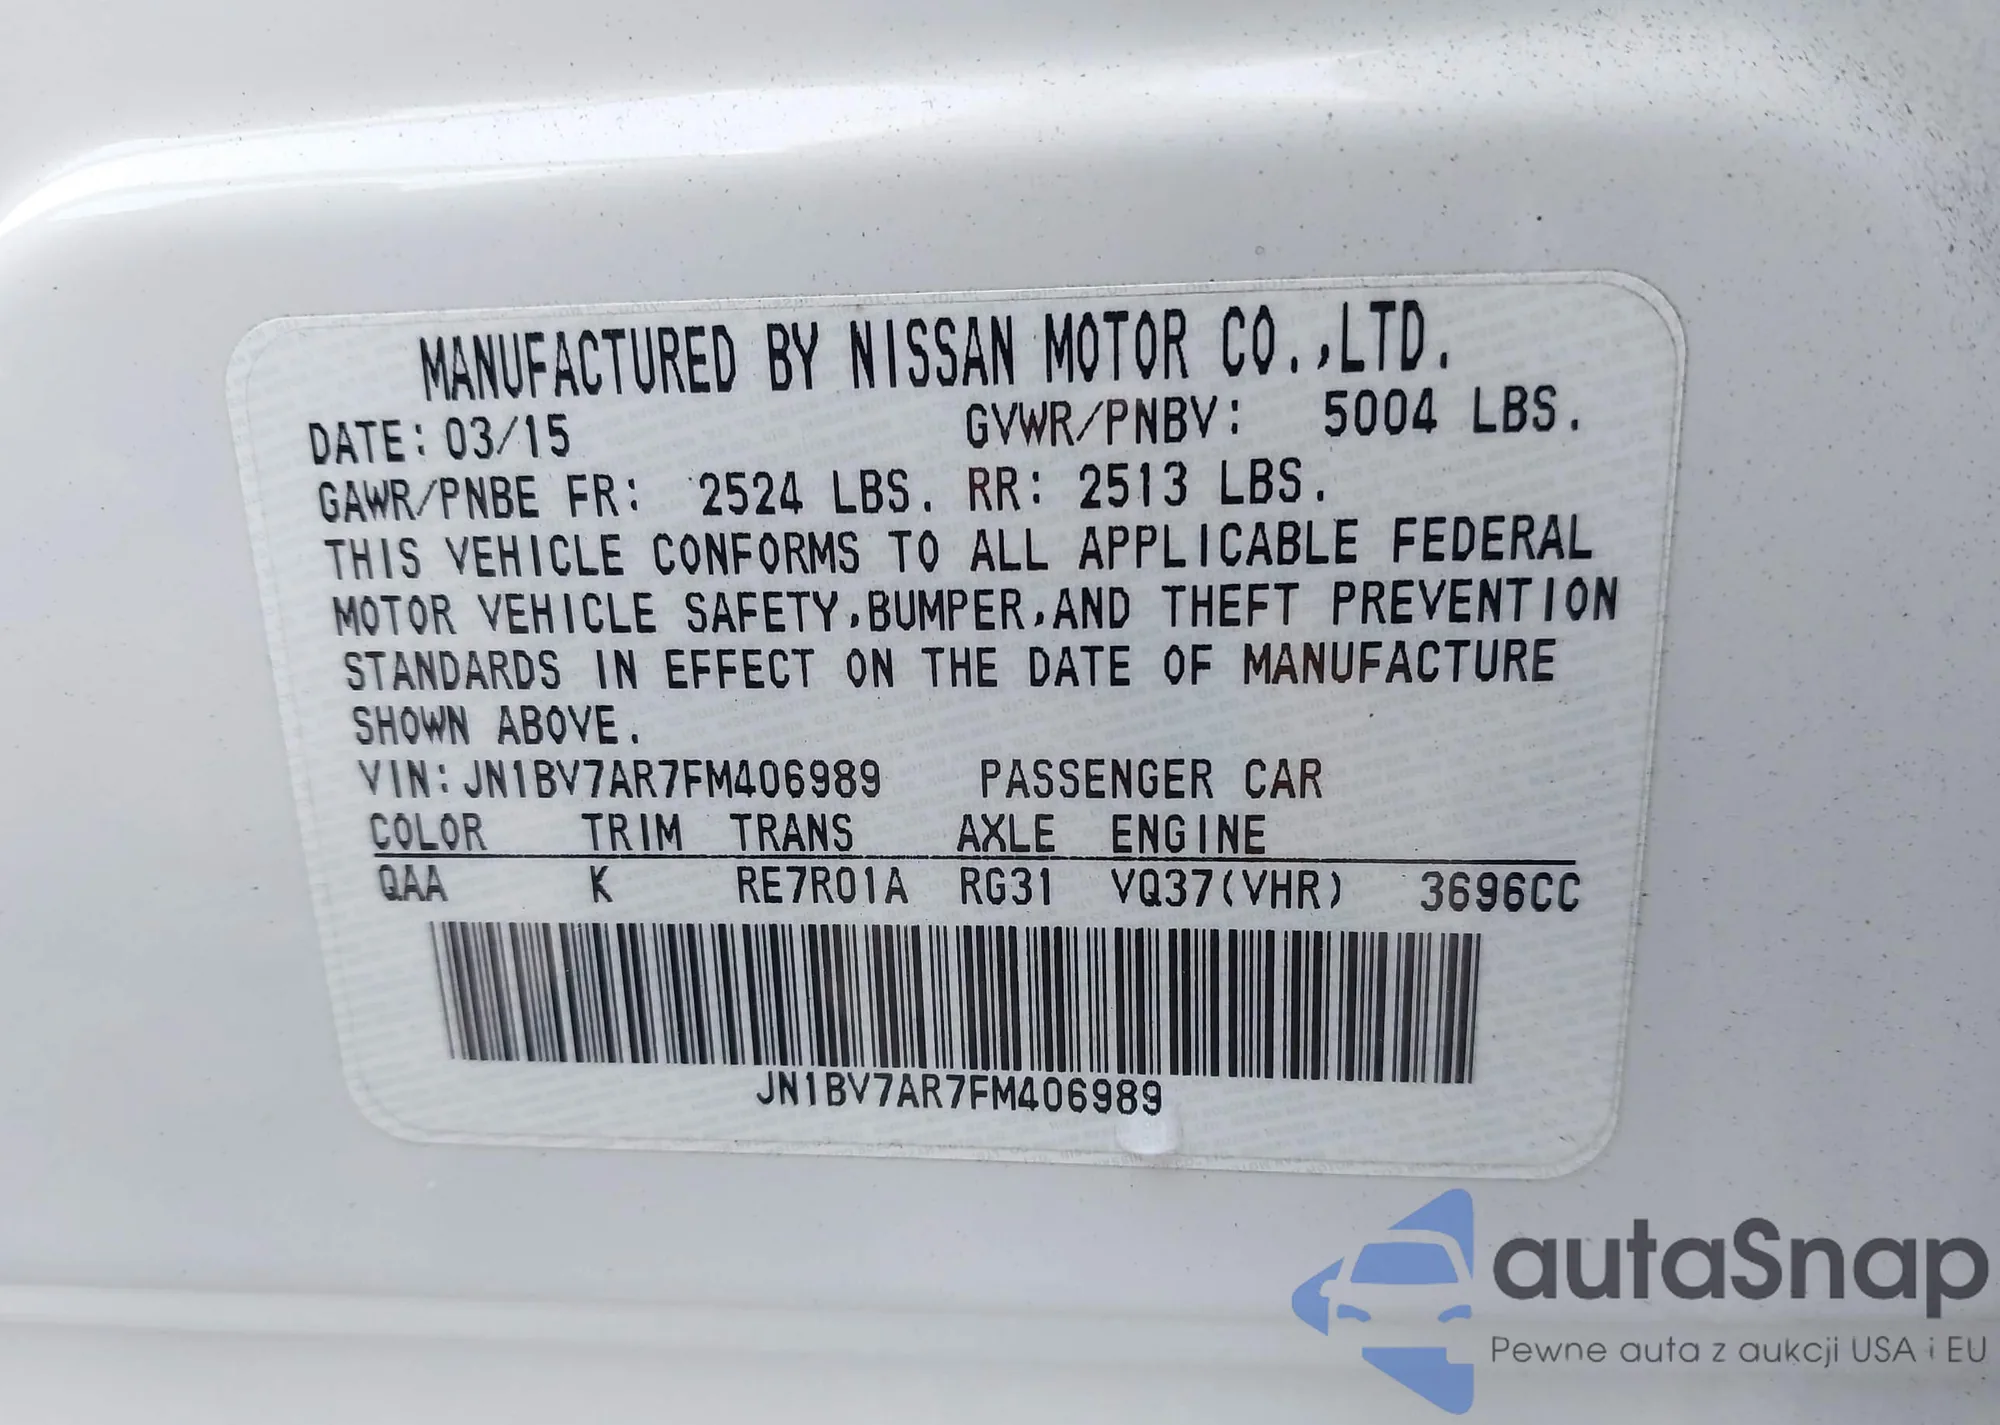 MANUFACTURED BY NISSAN MOTOR CO.,LTD.
DATE: 03/15 GVWR/PNBV: 5004 LBS.
GAWR/PNBE FR: 2524 LBS. RR: 2513 LBS.
THIS VEHICLE CONFORMS TO ALL APPLICABLE FEDERAL
MOTOR VEHICLE SAFETY,BUMPER,AND THEFT PREVENTION
STANDARDS IN EFFECT ON THE DATE OF MANUFACTURE
SHOWN ABOVE.
VIN:JN1BV7AR7FM406989 PASSENGER CAR
COLOR TRIM TRANS AXLE ENGINE
QAA K RE7R01A RG31 VQ37(VHR) 3696CC
JN1BV7AR7FM406989
autaSnap
Pewne auta z aukcji USA i EU